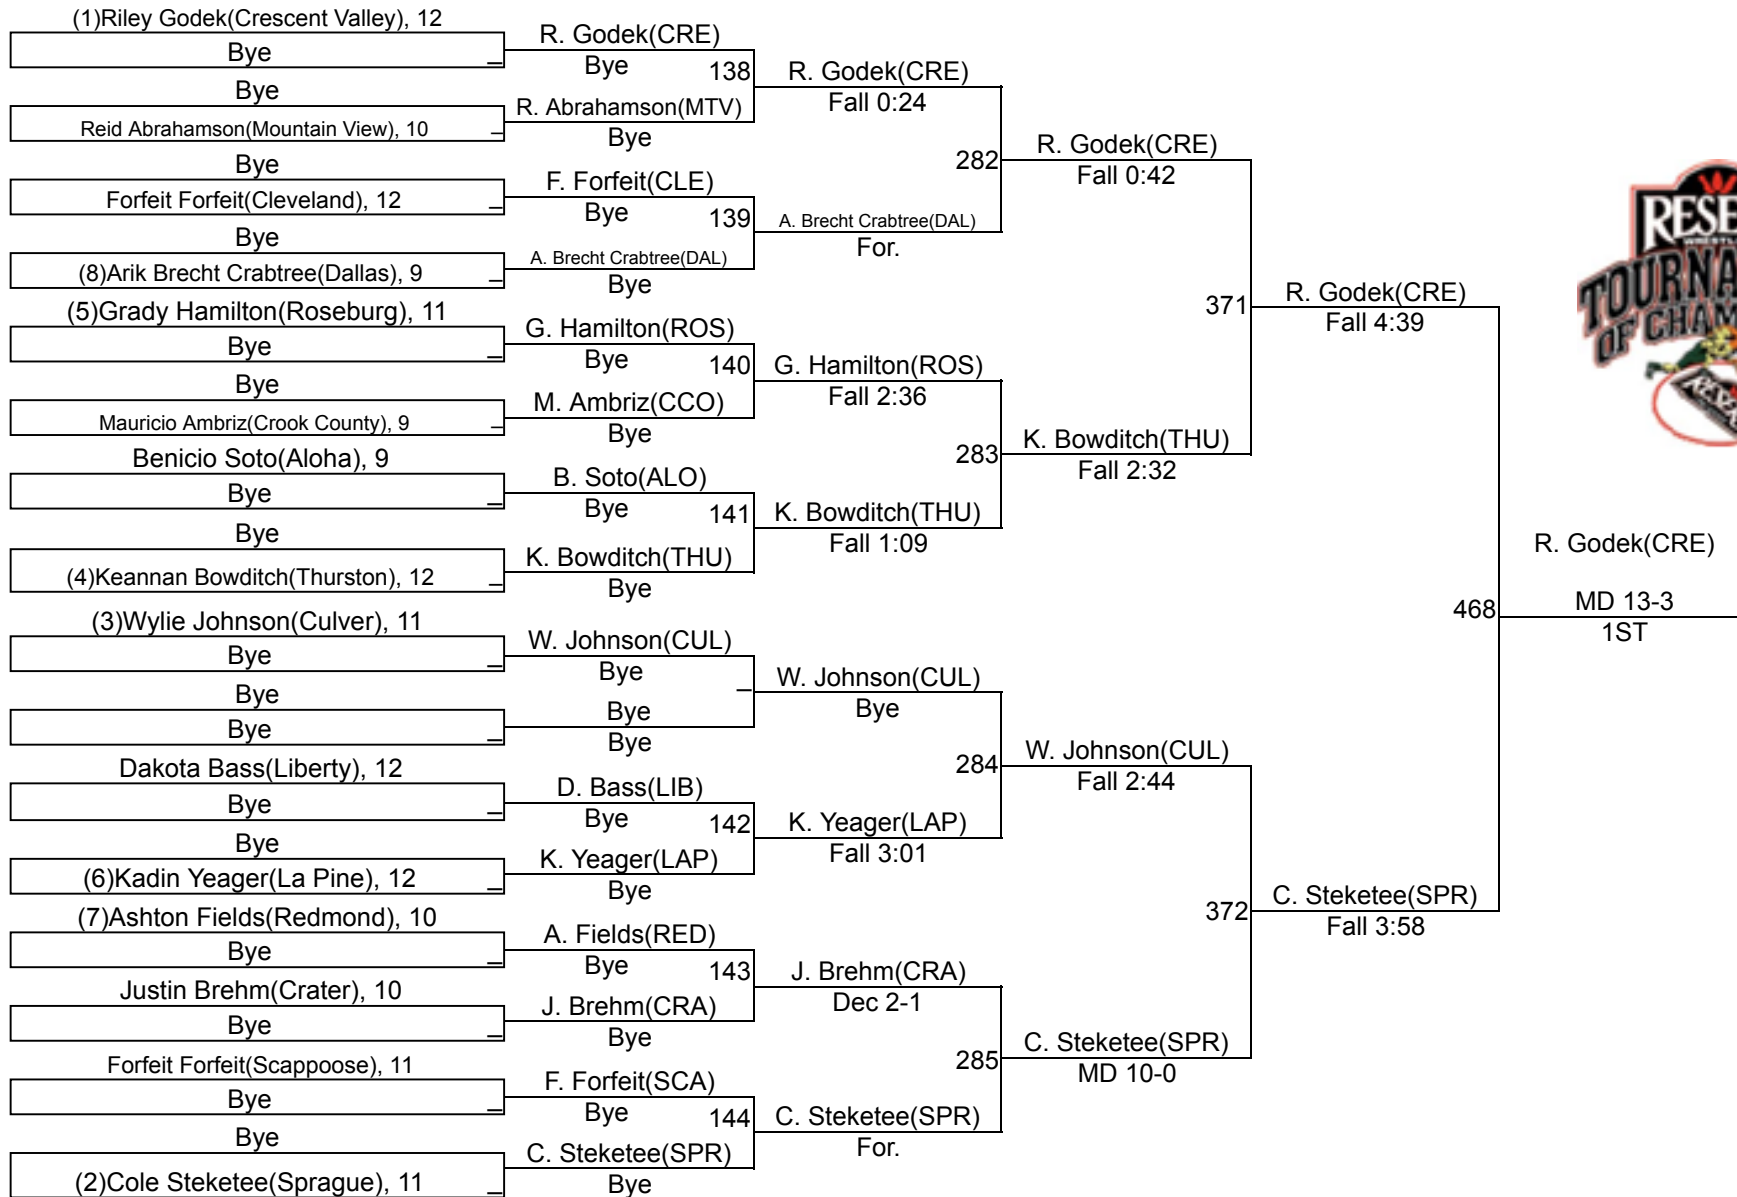 (1)Riley Godek(Crescent Valley), 12
Bye
_
Bye
Reid Abrahamson(Mountain View), 10
_
Bye
Forfeit Forfeit(Cleveland), 12
_
Bye
(8)Arik Brecht Crabtree(Dallas), 9
_
(5)Grady Hamilton(Roseburg), 11
Bye
_
Bye
Mauricio Ambriz(Crook County), 9
_
Benicio Soto(Aloha), 9
Bye
_
Bye
(4)Keannan Bowditch(Thurston), 12
_
(3)Wylie Johnson(Culver), 11
Bye
_
Bye
Bye
_
Dakota Bass(Liberty), 12
Bye
_
Bye
(6)Kadin Yeager(La Pine), 12
_
(7)Ashton Fields(Redmond), 10
Bye
_
Justin Brehm(Crater), 10
Bye
_
Forfeit Forfeit(Scappoose), 11
Bye
_
Bye
(2)Cole Steketee(Sprague), 11
_
R. Godek(CRE)
Bye
138
R. Abrahamson(MTV)
Bye
F. Forfeit(CLE)
Bye
139
A. Brecht Crabtree(DAL)
Bye
G. Hamilton(ROS)
Bye
140
M. Ambriz(CCO)
Bye
B. Soto(ALO)
Bye
141
K. Bowditch(THU)
Bye
W. Johnson(CUL)
Bye
_
Bye
Bye
D. Bass(LIB)
Bye
142
K. Yeager(LAP)
Bye
A. Fields(RED)
Bye
143
J. Brehm(CRA)
Bye
F. Forfeit(SCA)
Bye
144
C. Steketee(SPR)
Bye
R. Godek(CRE)
Fall 0:24
282
A. Brecht Crabtree(DAL)
For.
G. Hamilton(ROS)
Fall 2:36
283
K. Bowditch(THU)
Fall 1:09
W. Johnson(CUL)
Bye
284
K. Yeager(LAP)
Fall 3:01
J. Brehm(CRA)
Dec 2-1
285
C. Steketee(SPR)
For.
R. Godek(CRE)
Fall 0:42
371
K. Bowditch(THU)
Fall 2:32
W. Johnson(CUL)
Fall 2:44
372
C. Steketee(SPR)
MD 10-0
R. Godek(CRE)
Fall 4:39
468
C. Steketee(SPR)
Fall 3:58
R. Godek(CRE)
MD 13-3
1ST
RESE
TOURNA
OF CHAM